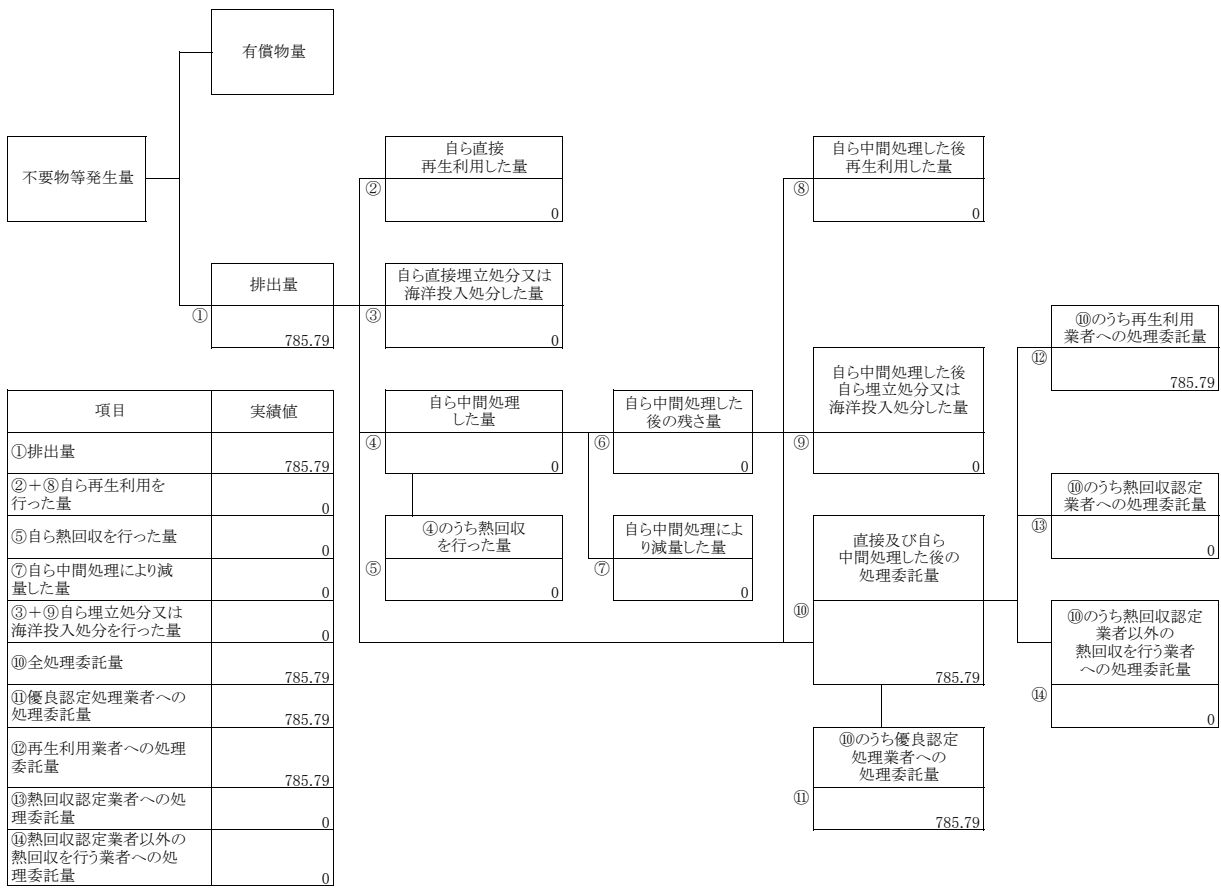 有償物量
不要物等発生量
自ら直接
再生利用した量
②
0
自ら中間処理した後
再生利用した量
⑧
0
排出量
①
785.79
自ら直接埋立処分又は
海洋投入処分した量
③
0
⑩のうち再生利用
業者への処理委託量
⑫
785.79
自ら中間処理
した量
④
0
自ら中間処理した
後の残さ量
⑥
0
自ら中間処理した後
自ら埋立処分又は
海洋投入処分した量
⑨
0
⑩のうち熱回収認定
業者への処理委託量
⑬
0
④のうち熱回収
を行った量
⑤
0
自ら中間処理によ
り減量した量
⑦
0
直接及び自ら
中間処理した後の
処理委託量
⑩
785.79
⑩のうち熱回収認定
業者以外の
熱回収を行う業者
への処理委託量
⑭
0
⑩のうち優良認定
処理業者への
処理委託量
⑪
785.79
項目 実績値
①排出量
785.79
②＋⑧自ら再生利用を
行った量
0
⑤自ら熱回収を行った量
0
⑦自ら中間処理により減
量した量
0
③＋⑨自ら埋立処分又は
海洋投入処分を行った量
0
⑩全処理委託量
785.79
⑪優良認定処理業者への
処理委託量
785.79
⑫再生利用業者への処理
委託量
785.79
⑬熱回収認定業者への処
理委託量
0
⑭熱回収認定業者以外の
熱回収を行う業者への処
理委託量
0